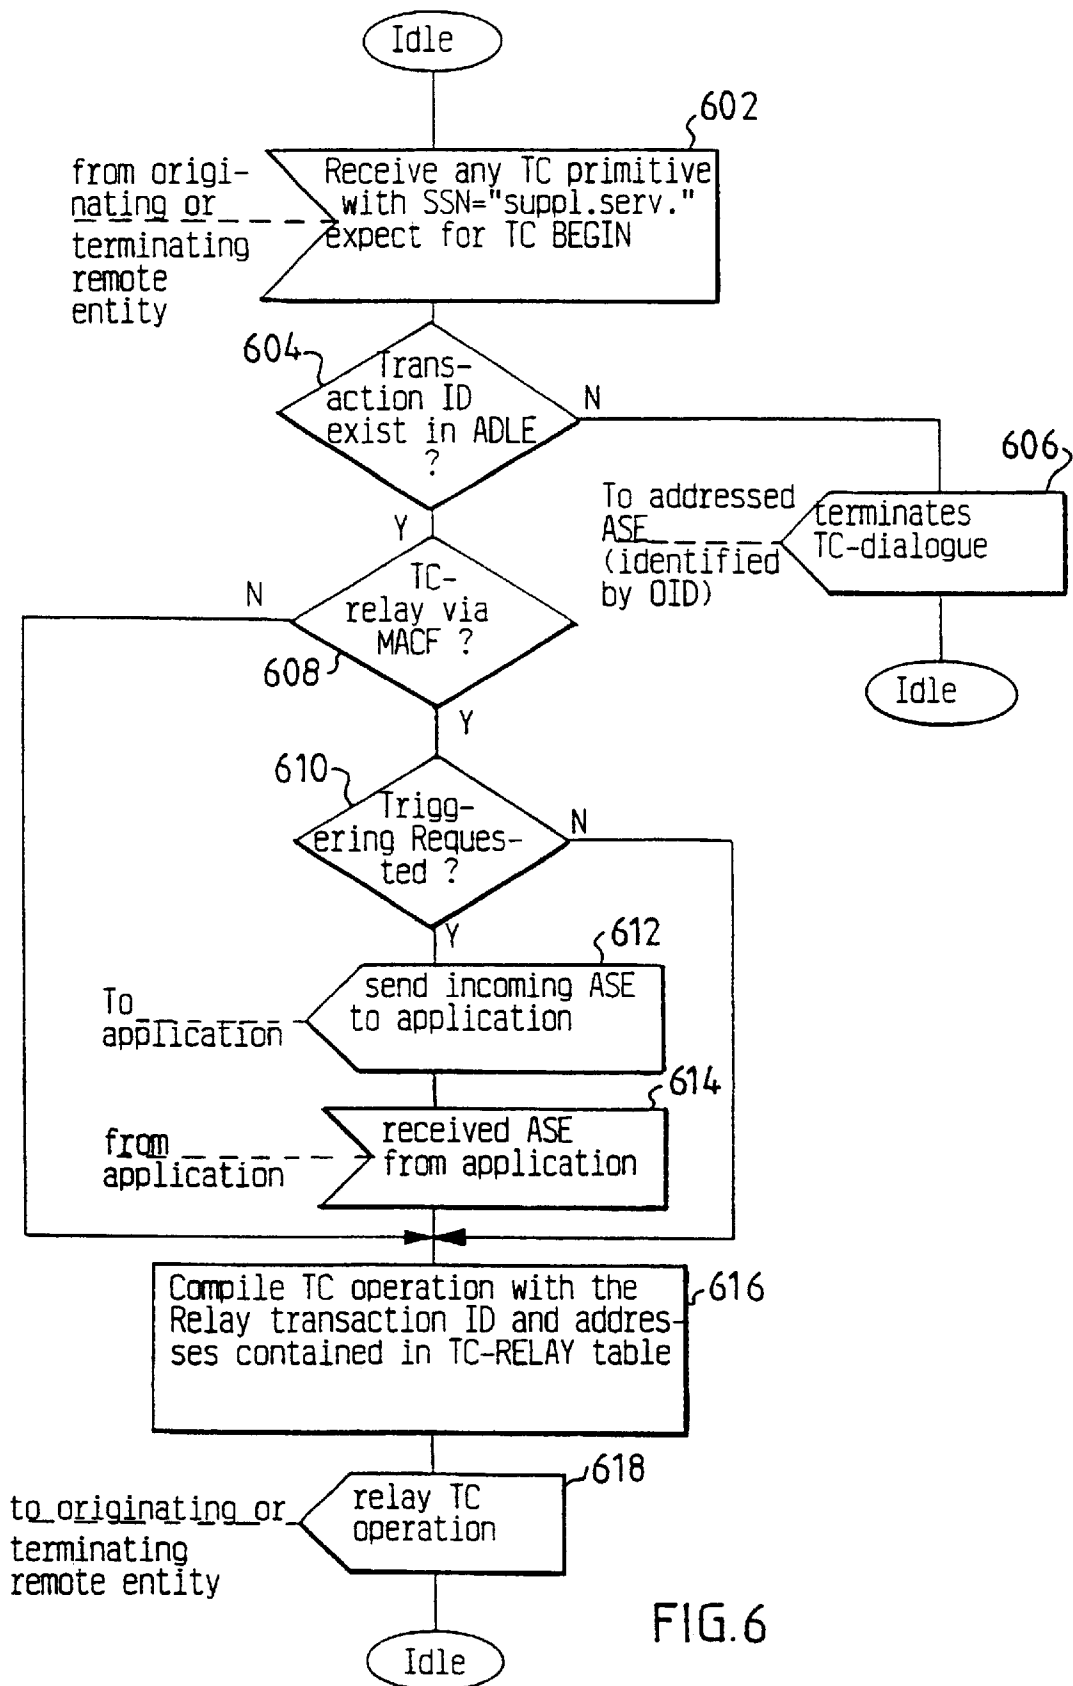 Idle
602
from origi-
nating or
terminating
remote
entity
Receive any TC primitive
with SSN="suppl.serv."
expect for TC BEGIN
604
Trans-
action ID
exist in ADLE
?
N
Y
606
To addressed
ASE
(identified
by OID)
terminates
TC-dialogue
Idle
TC-
relay via
MACF ?
N
608
Y
610
Trigg-
ering Reques-
ted ?
N
Y
612
To
application
send incoming ASE
to application
614
from
application
received ASE
from application
Compile TC operation with the
Relay transaction ID and addres-
ses contained in TC-RELAY table
616
618
to originating or
terminating
remote entity
relay TC
operation
Idle
FIG.6